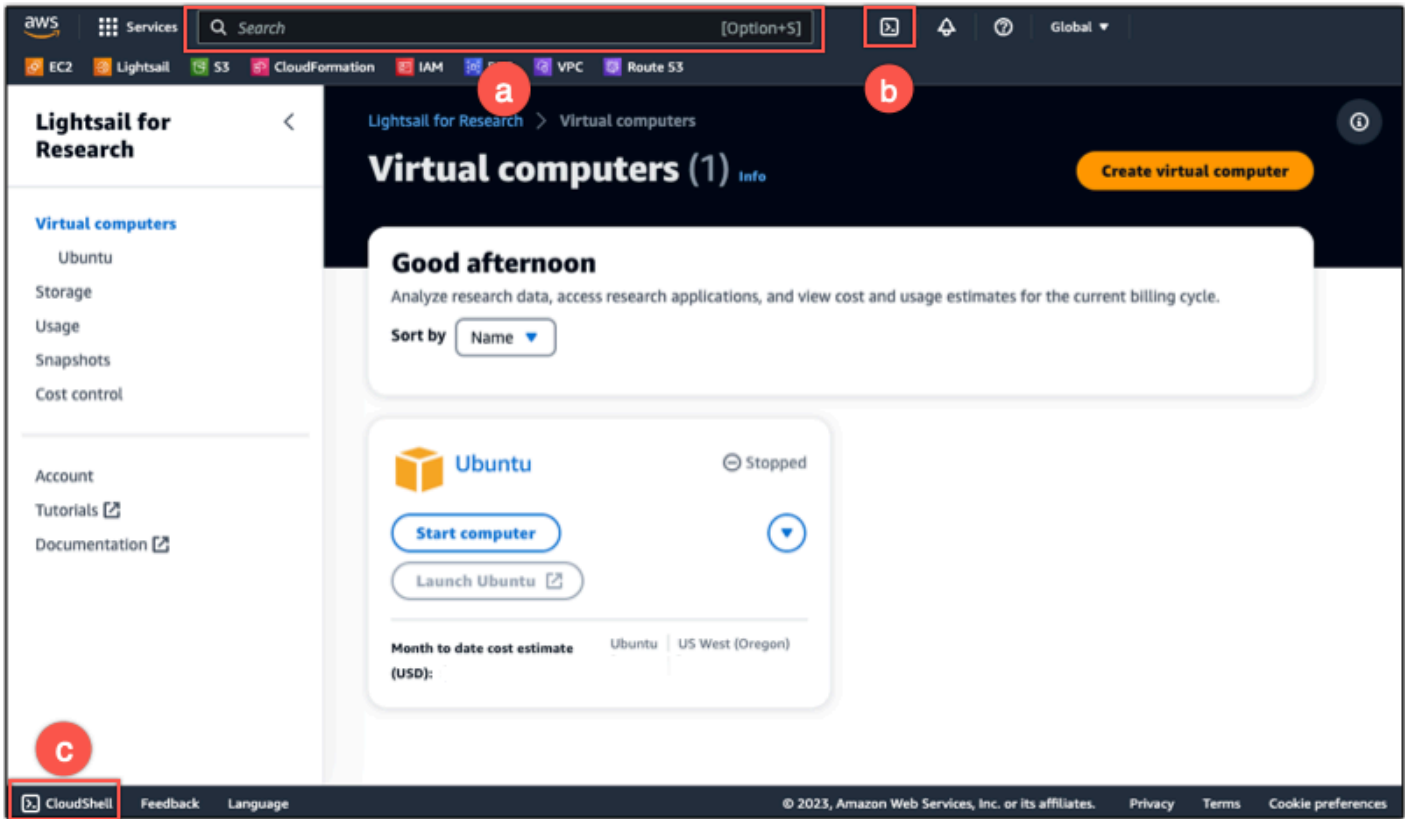 aws Services Search [Option+S] Global
EC2 Lightsail S3 CloudFormation IAM VPC Route 53
a
b
Lightsail for
Research
Lightsail for Research > Virtual computers
Virtual computers (1) Info
Create virtual computer
Virtual computers
Ubuntu
Storage
Usage
Snapshots
Cost control
Account
Tutorials
Documentation
Good afternoon
Analyze research data, access research applications, and view cost and usage estimates for the current billing cycle.
Sort by Name
Ubuntu Stopped
Start computer
Launch Ubuntu
Month to date cost estimate
(USD):
Ubuntu US West (Oregon)
c
CloudShell Feedback Language © 2023, Amazon Web Services, Inc. or its affiliates. Privacy Terms Cookie preferences